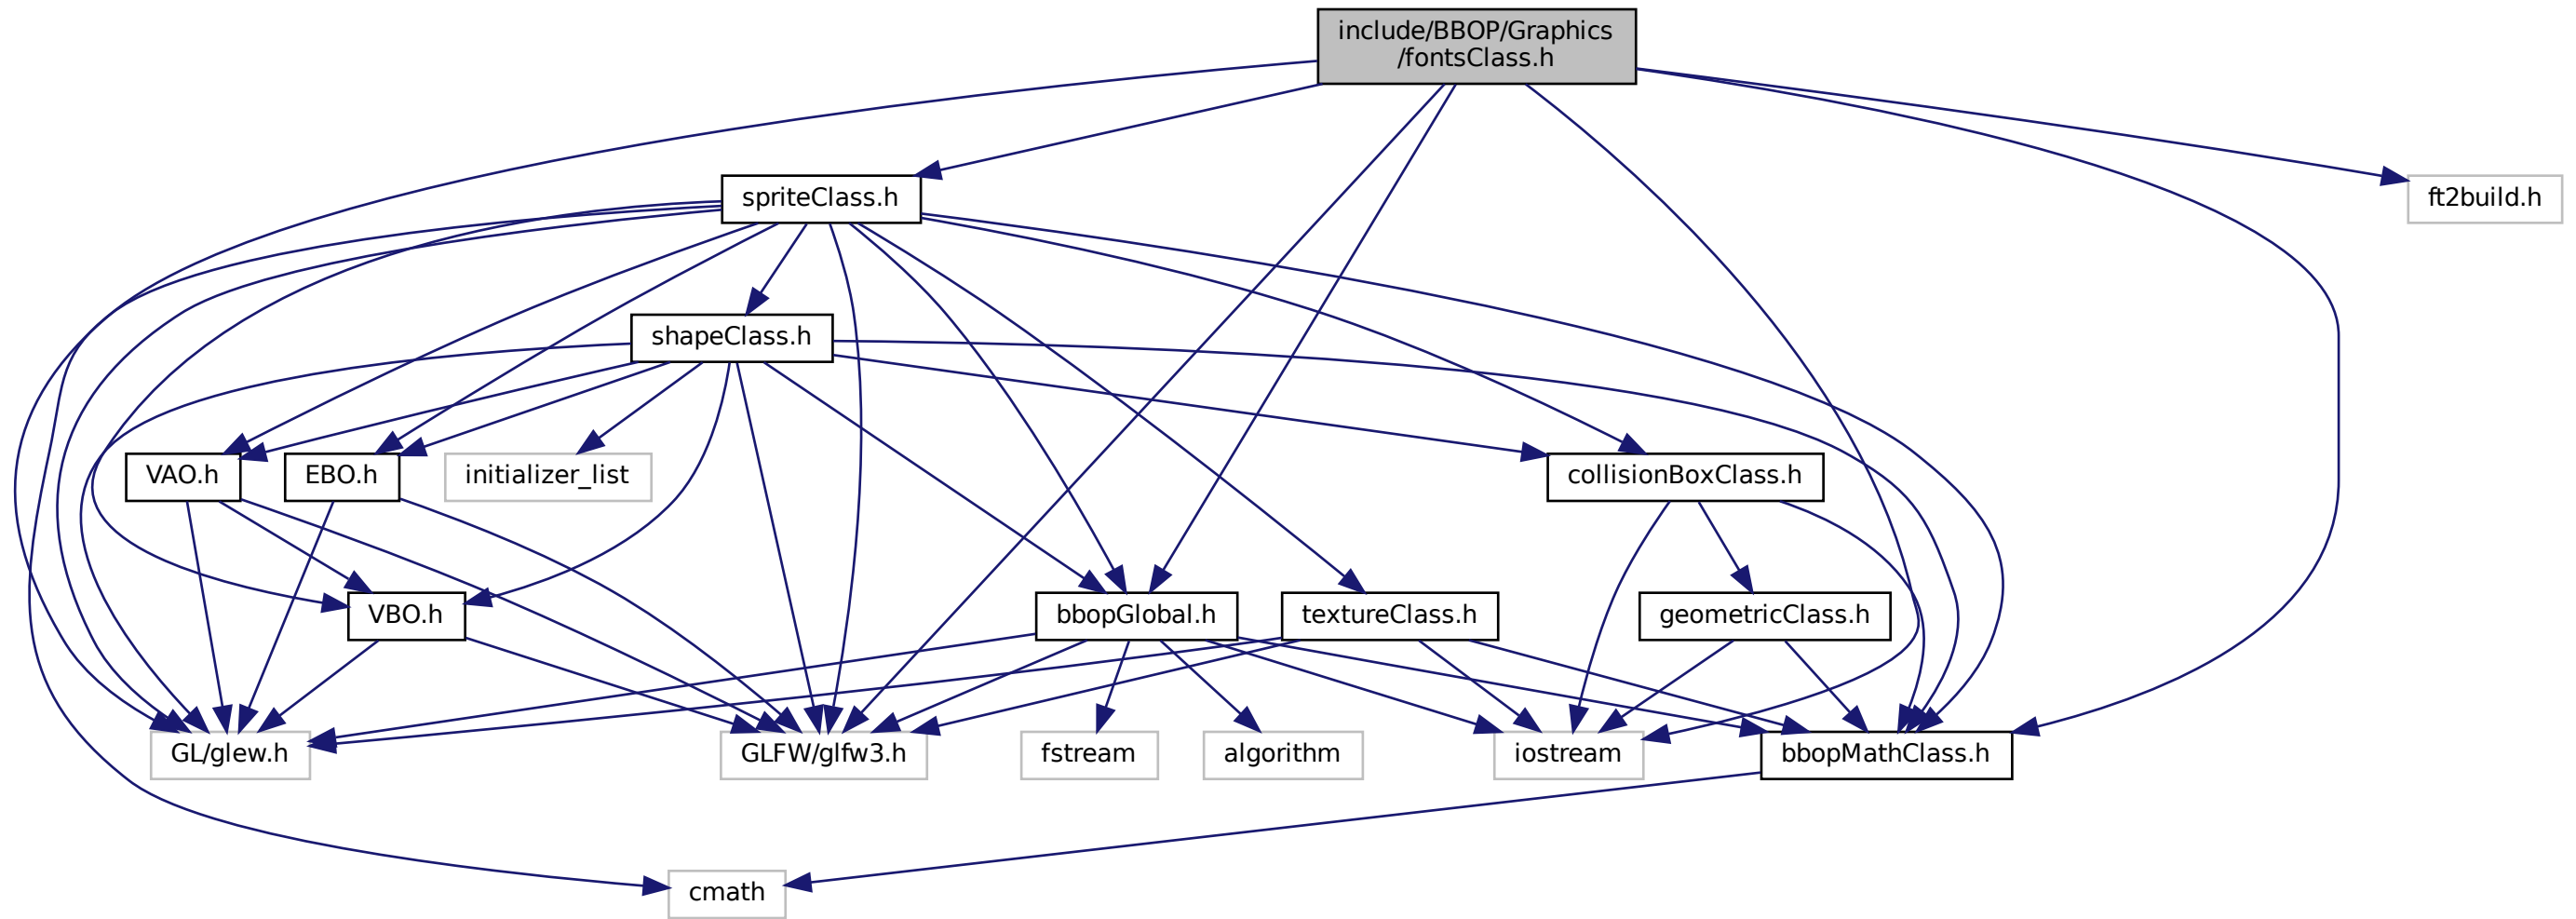 include/BBOP/Graphics
/fontsClass.h
spriteClass.h
ft2build.h
shapeClass.h
VAO.h
EBO.h
initializer_list
collisionBoxClass.h
VBO.h
bbopGlobal.h
textureClass.h
geometricClass.h
GL/glew.h
GLFW/glfw3.h
fstream
algorithm
iostream
bbopMathClass.h
cmath